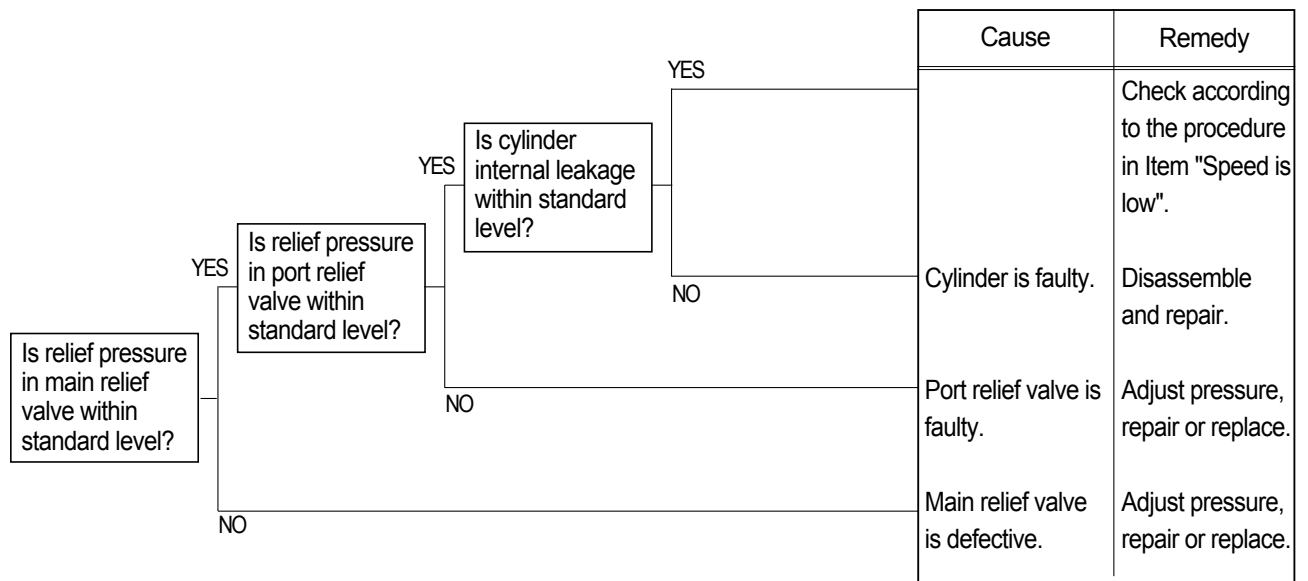 Cause
Remedy
YES
Check according
to the procedure
in Item "Speed is
low".
Is cylinder
internal leakage
within standard
level?
YES
Is relief pressure
in port relief
valve within
standard level?
YES
NO
Cylinder is faulty.
Disassemble
and repair.
Is relief pressure
in main relief
valve within
standard level?
NO
Port relief valve is
faulty.
Adjust pressure,
repair or replace.
NO
Main relief valve
is defective.
Adjust pressure,
repair or replace.